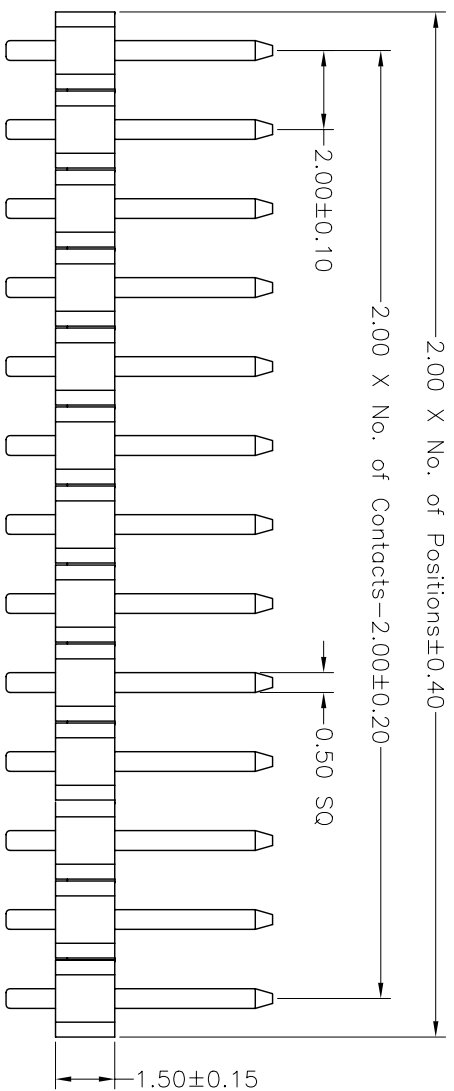 2.00 X No. of Positions±0.40
2.00 X No. of Contacts-2.00±0.20
2.00±0.10
0.50 SQ
1.50±0.15